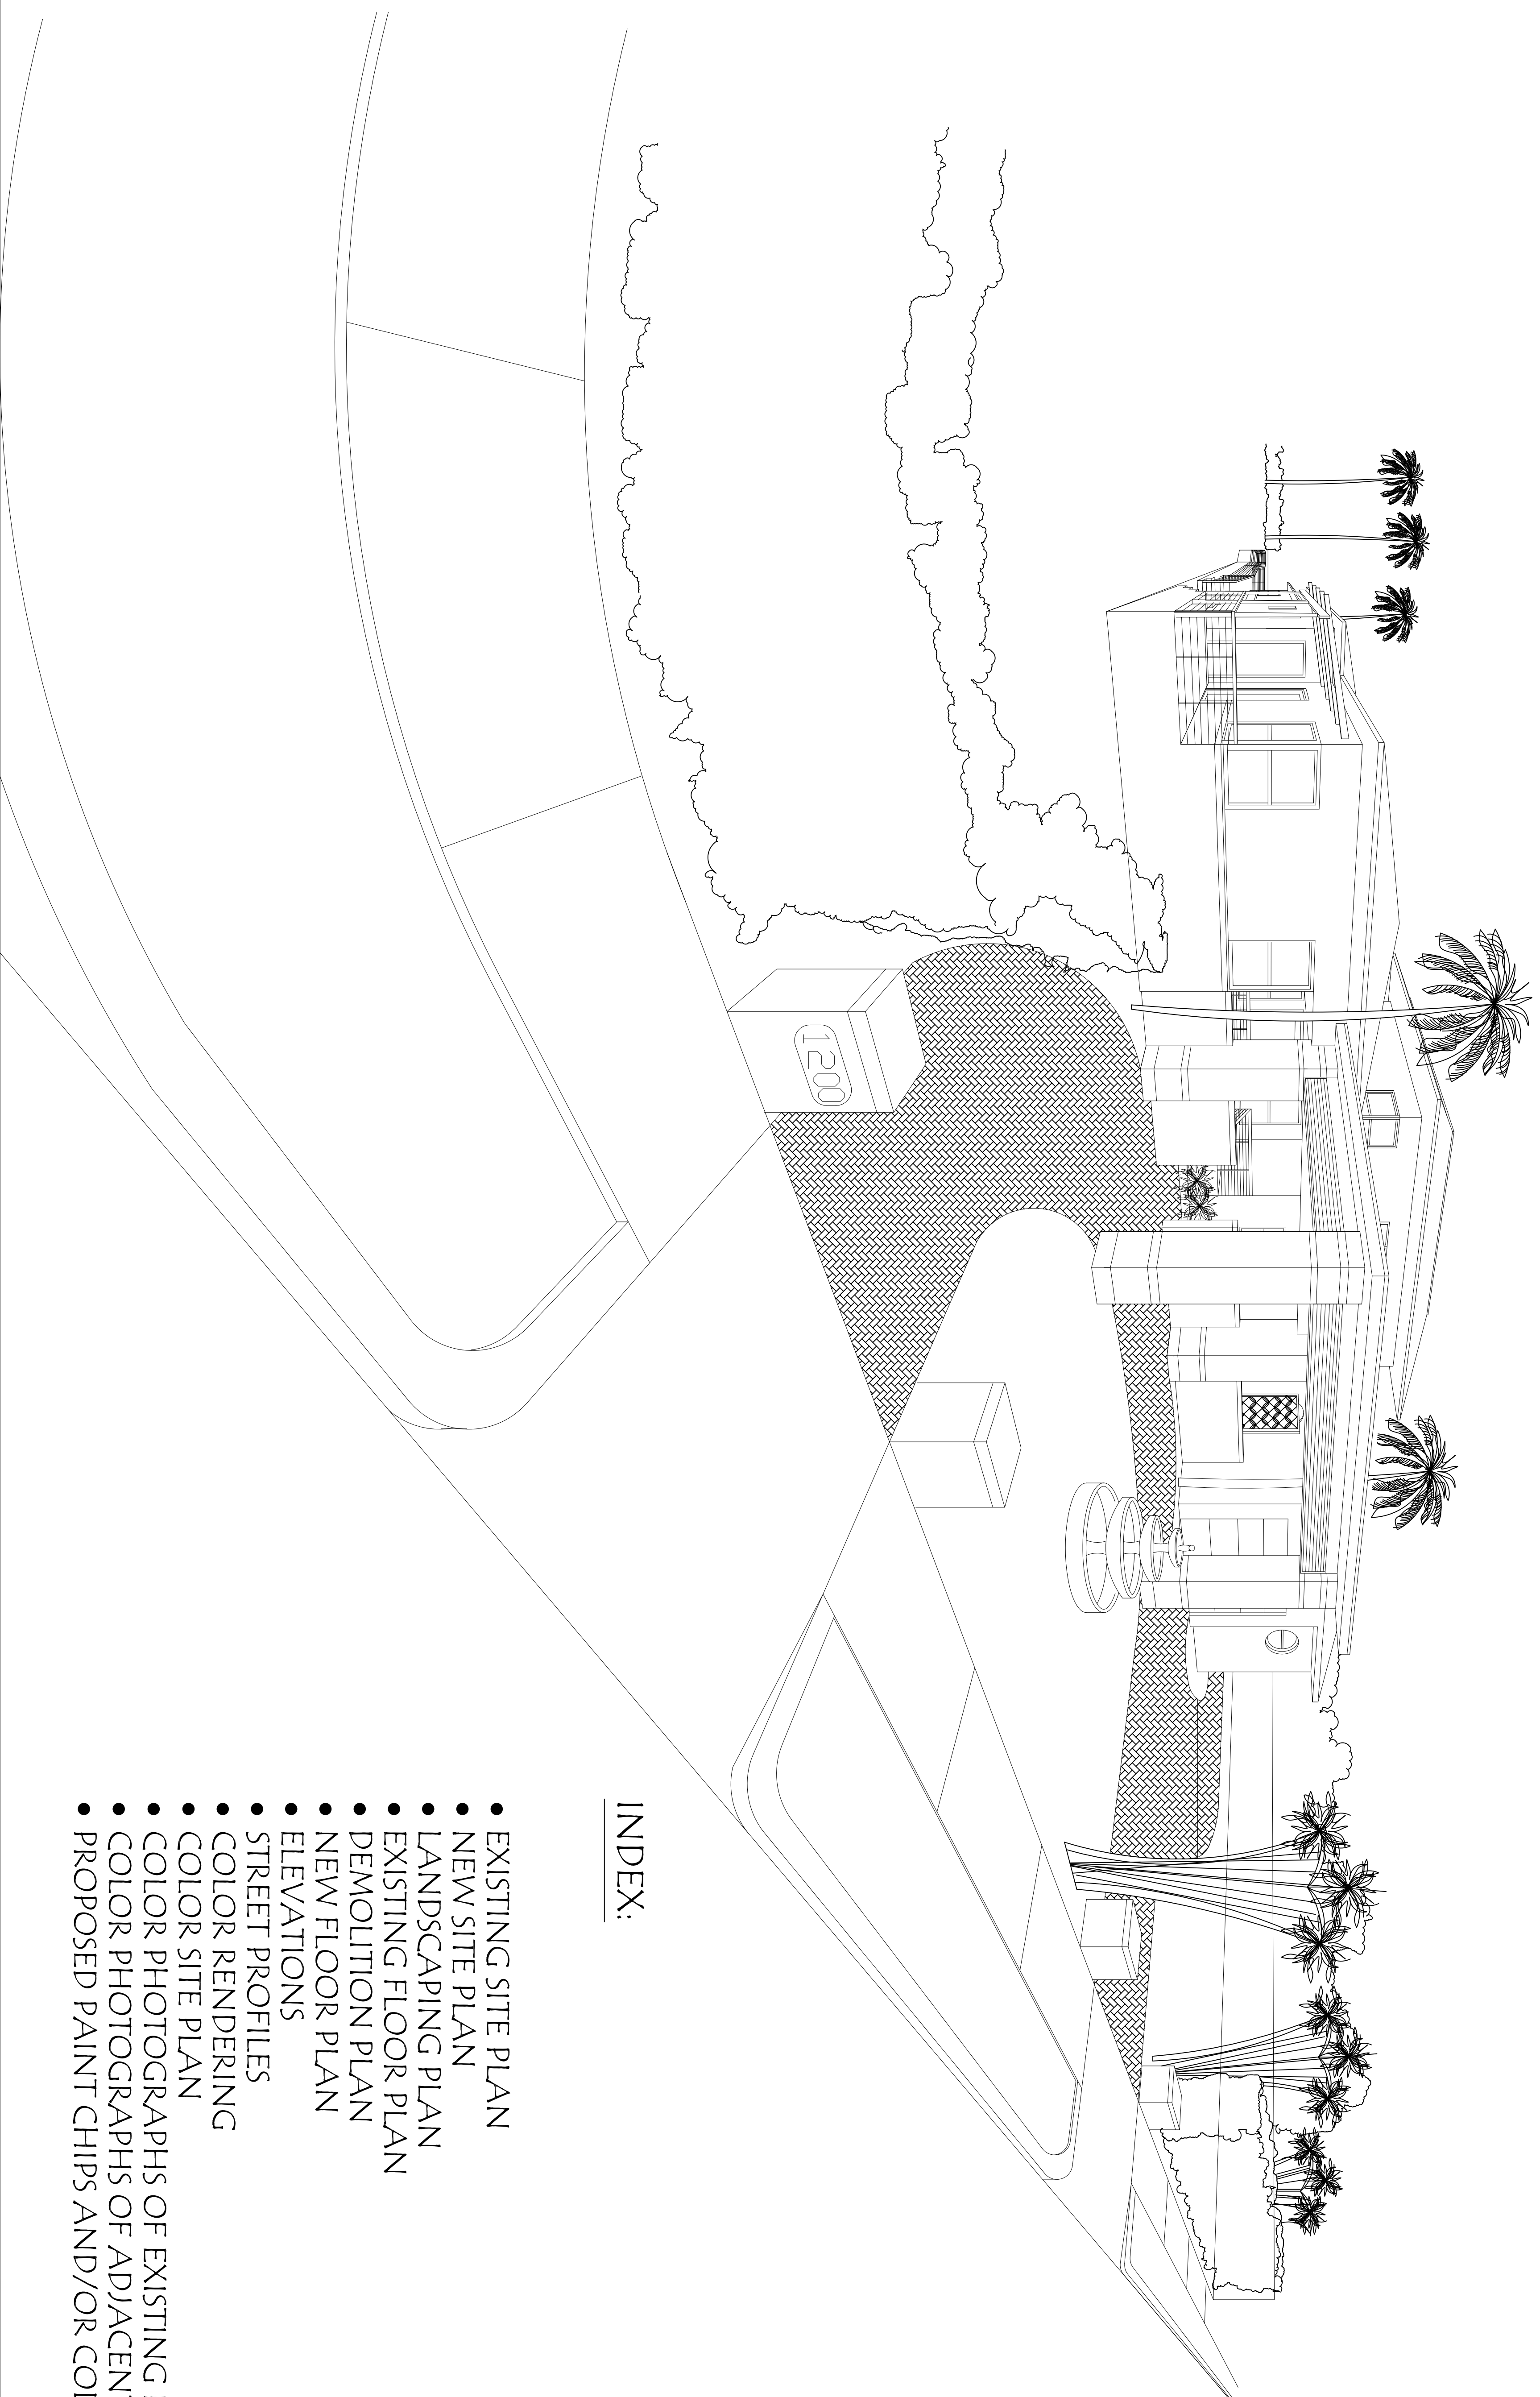 1200
INDEX:
• EXISTING SITE PLAN
• NEW SITE PLAN
• LANDSCAPING PLAN
• EXISTING FLOOR PLAN
• DEMOLITION PLAN
• NEW FLOOR PLAN
• ELEVATIONS
• STREET PROFILES
• COLOR RENDERING
• COLOR SITE PLAN
• COLOR PHOTOGRAPHS OF EXISTING
• COLOR PHOTOGRAPHS OF
• PROPOSED PAINT CHIPS AND/OR